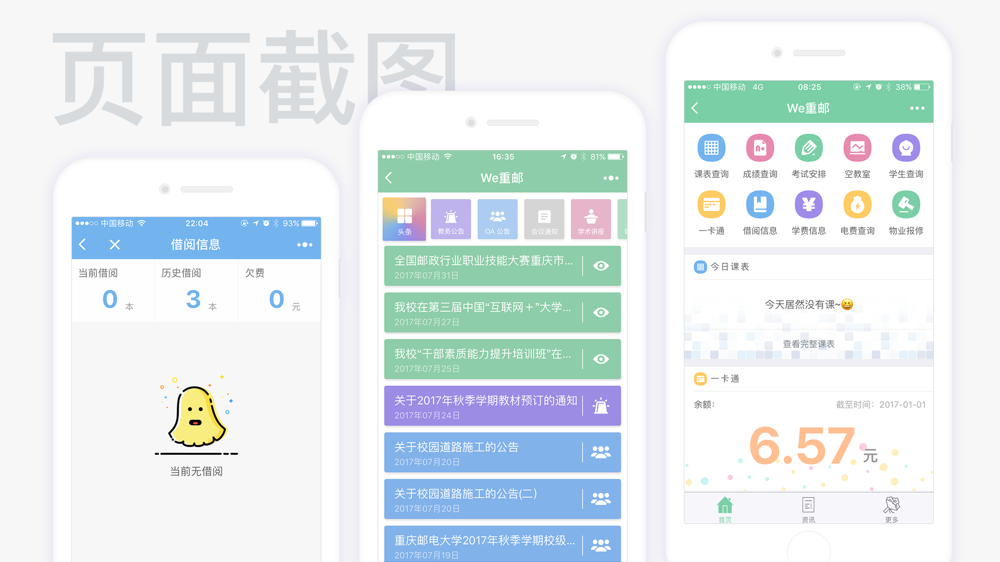 页面截图
中国移动 22:04 93%
借阅信息
当前借阅 历史借阅 欠费
0 本 3 本 0 元
当前无借阅
中国移动 16:35 81%
We重邮
头条 教务公告 OA 公告 会议通知 学术讲座
全国邮政行业职业技能大赛重庆市...
2017年07月31日
我校在第三届中国“互联网＋”大学...
2017年07月27日
我校“干部素质能力提升培训班”在...
2017年07月25日
关于2017年秋季学期教材预订的通知
2017年07月24日
关于校园道路施工的公告
2017年07月20日
关于校园道路施工的公告(二)
2017年07月20日
重庆邮电大学2017年秋季学期校级...
2017年07月19日
中国移动 4G 08:25 38%
We重邮
课表查询 成绩查询 考试安排 空教室 学生查询
一卡通 借阅信息 学费信息 电费查询 物业报修
今日课表
今天居然没有课~😆
查看完整课表
一卡通
余额： 截至时间：2017-01-01
6.57 元
首页 资讯 更多